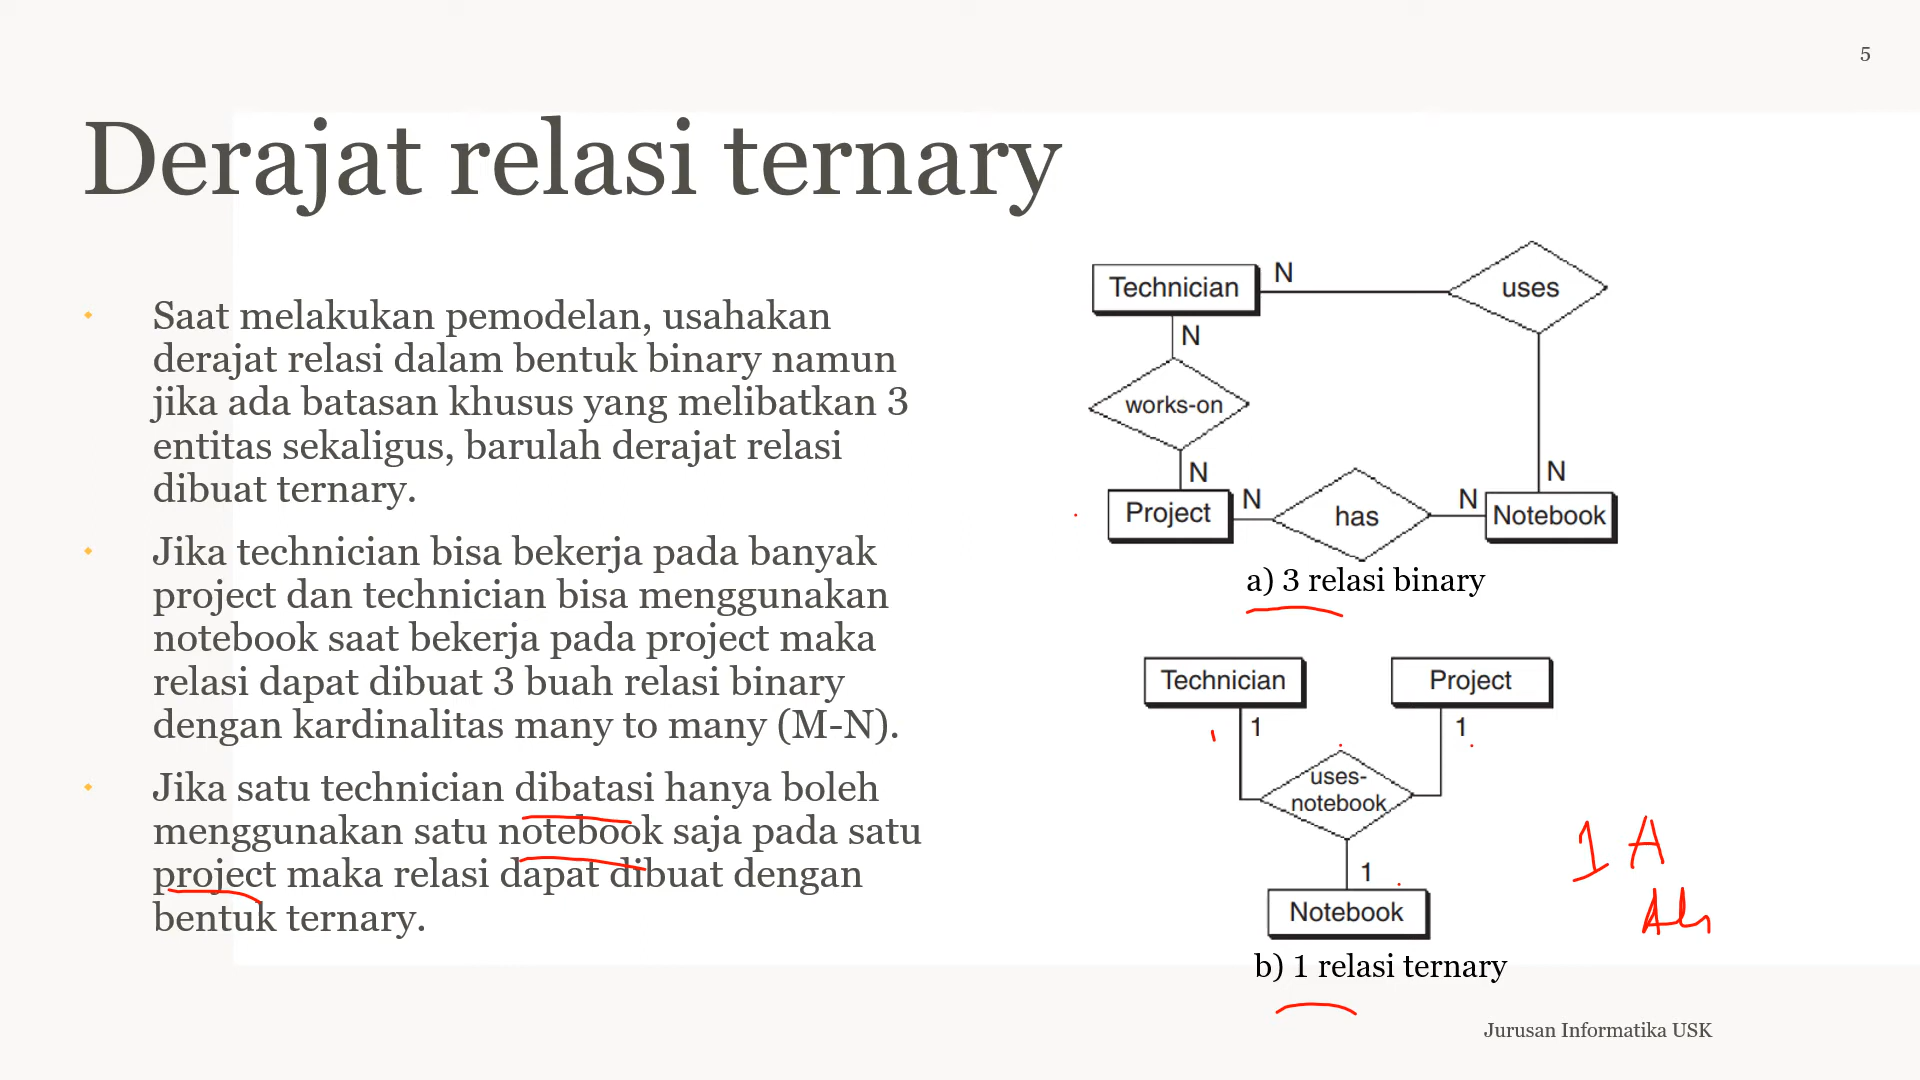 5
Derajat relasi ternary
Saat melakukan pemodelan, usahakan
derajat relasi dalam bentuk binary namun
jika ada batasan khusus yang melibatkan 3
entitas sekaligus, barulah derajat relasi
dibuat ternary.
Jika technician bisa bekerja pada banyak
project dan technician bisa menggunakan
notebook saat bekerja pada project maka
relasi dapat dibuat 3 buah relasi binary
dengan kardinalitas many to many (M-N).
Jika satu technician dibatasi hanya boleh
menggunakan satu notebook saja pada satu
project maka relasi dapat dibuat dengan
bentuk ternary.
Technician
N
uses
N
works-on
N
N
Project
N
has
N
Notebook
a) 3 relasi binary
Technician
Project
1
1
uses-
notebook
1
Notebook
b) 1 relasi ternary
1 A
Jurusan Informatika USK